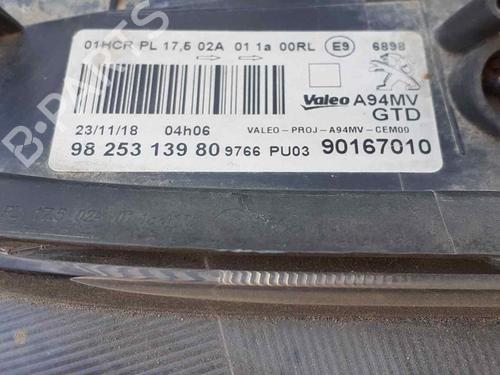 01HCR PL 17,5 02A 01 1a 00RL E9 6898
Valeo A94MV
GTD
23/11/18 04h06 VALEO-PROJ-A94MV-CEM00
98 253 139 80 9766 PU03 90167010
B-PARTS